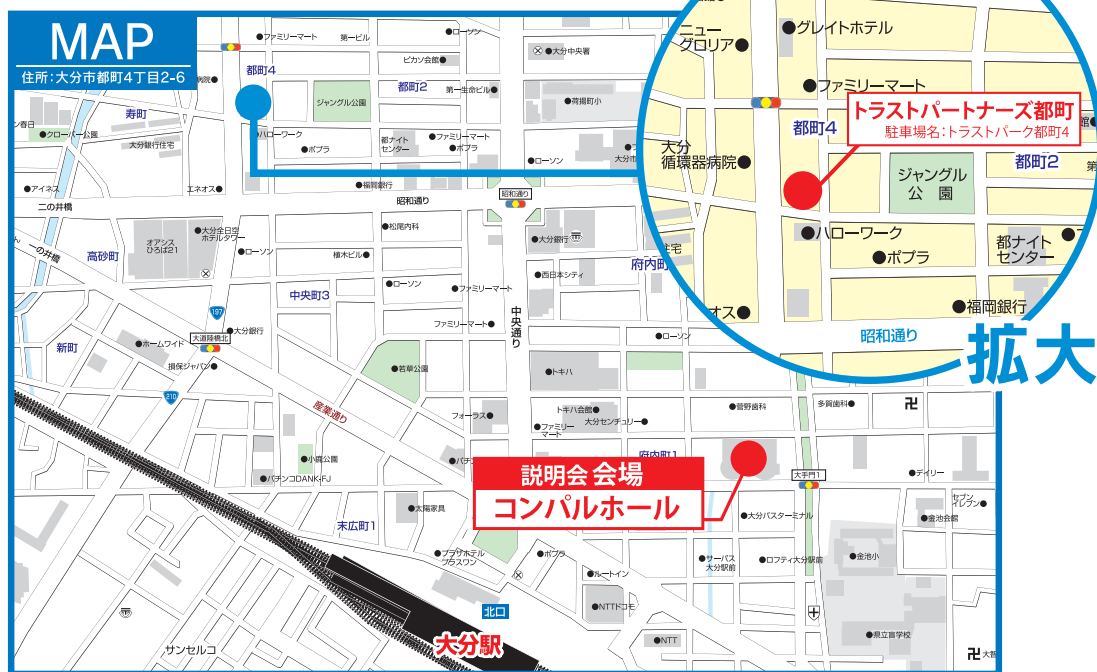 MAP
住所:大分市都町4丁目2-6
ファミリーマート
第一ビル
ローソン
ピカソ会館
大分中央署
都町4
都町2
病院
ジャングル公園
第一生命ビル
荷揚町小
寿町
クローバー公園
大分銀行住宅
ハローワーク
ポプラ
都ナイト
センター
ファミリーマート
ポプラ
ローソン
アイネス
エネオス
福岡銀行
昭和通り
昭和通り
二の井橋
一の井橋
高砂町
オアシス
ひろば21
大分全日空
ホテルタワー
ローソン
植木ビル
松尾内科
大分銀行
西日本シティ
府内町
中央町3
ローソン
ファミリーマート
ファミリーマート
中央通り
ローソン
197
大分銀行
大道陸橋北
ホームワイド
損保ジャパン
新町
210
産業通り
若草公園
トキハ
フォーラス
トキハ会館
大分センチュリー
ファミリー
マート
菅野歯科
多賀歯科
府内町1
小鹿公園
パチンコDANK-FJ
説明会 会場
コンパルホール
大手門1
デイリー
セブン
イレブン
金池会館
末広町1
太陽家具
大分バスターミナル
プラザホテル
プラスワン
ポプラ
サーパス
大分駅前
ロフティ大分駅前
金池小
ルートイン
NTTドコモ
NTT
県立盲学校
北口
大分駅
サンセルコ
ニュー
グロリア
グレイトホテル
ファミリーマート
トラストパートナーズ都町
駐車場名:トラストパーク都町4
都町4
都町2
大分
循環器病院
ジャングル
公園
ハローワーク
ポプラ
都ナイト
センター
福岡銀行
昭和通り
拡大